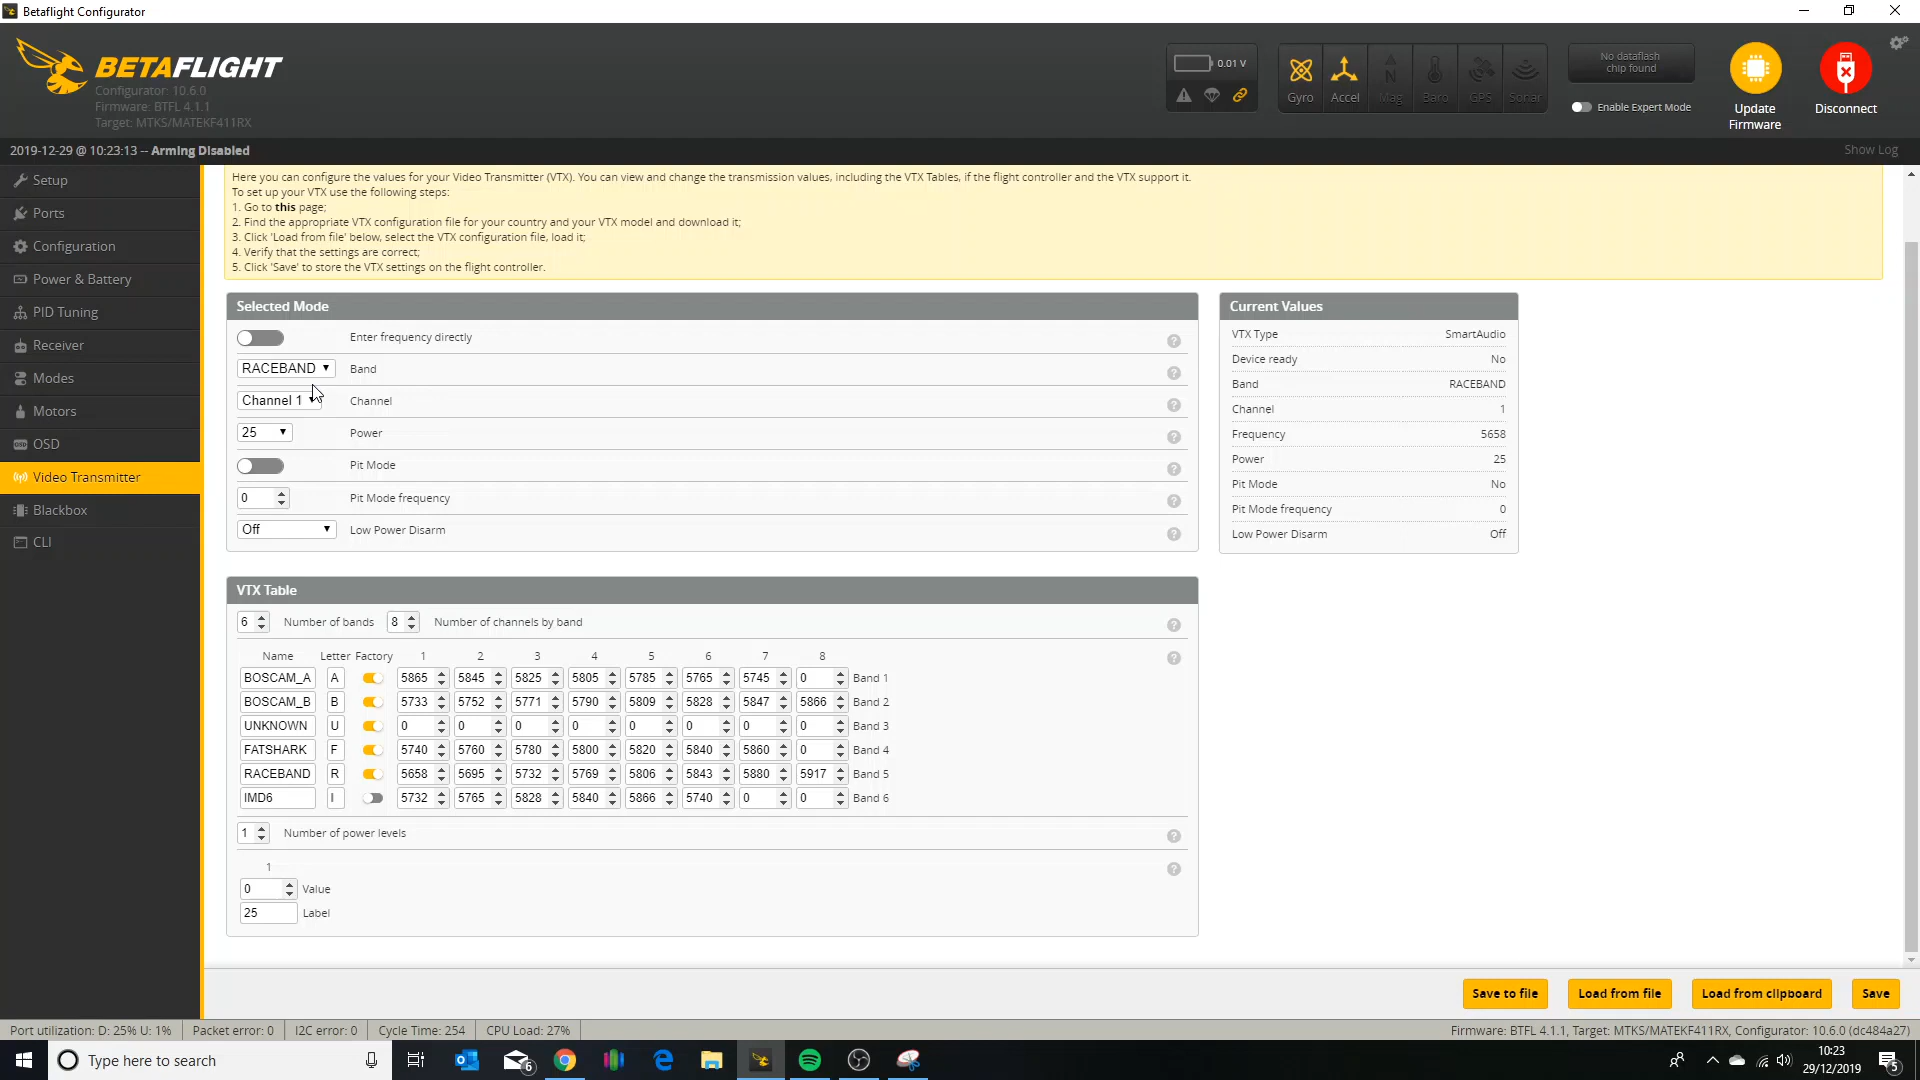 Betaflight Configurator
BETAFLIGHT
Configurator: 10.6.0
Firmware: BTFL 4.1.1
Target: MTKS/MATEKF411RX
0.01 V
Gyro
Accel
Mag
Baro
GPS
Sonar
No dataflash
chip found
Enable Expert Mode
Update
Firmware
Disconnect
2019-12-29 @ 10:23:13 -- Arming Disabled
Show Log
Setup
Ports
Configuration
Power & Battery
PID Tuning
Receiver
Modes
Motors
OSD
Video Transmitter
Blackbox
CLI
Here you can configure the values for your Video Transmitter (VTX). You can view and change the transmission values, including the VTX Tables, if the flight controller and the VTX support it.
To set up your VTX use the following steps:
1. Go to this page;
2. Find the appropriate VTX configuration file for your country and your VTX model and download it;
3. Click 'Load from file' below, select the VTX configuration file, load it;
4. Verify that the settings are correct;
5. Click 'Save' to store the VTX settings on the flight controller.
Selected Mode
Enter frequency directly
RACEBAND Band
Channel 1 Channel
25 Power
Pit Mode
0 Pit Mode frequency
Off Low Power Disarm
Current Values
VTX Type SmartAudio
Device ready No
Band RACEBAND
Channel 1
Frequency 5658
Power 25
Pit Mode No
Pit Mode frequency 0
Low Power Disarm Off
VTX Table
6 Number of bands 8 Number of channels by band
Name Letter Factory 1 2 3 4 5 6 7 8
BOSCAM_A A 5865 5845 5825 5805 5785 5765 5745 0 Band 1
BOSCAM_B B 5733 5752 5771 5790 5809 5828 5847 5866 Band 2
UNKNOWN U 0 0 0 0 0 0 0 0 Band 3
FATSHARK F 5740 5760 5780 5800 5820 5840 5860 0 Band 4
RACEBAND R 5658 5695 5732 5769 5806 5843 5880 5917 Band 5
IMD6 I 5732 5765 5828 5840 5866 5740 0 0 Band 6
1 Number of power levels
1
0 Value
25 Label
Save to file
Load from file
Load from clipboard
Save
Port utilization: D: 25% U: 1% Packet error: 0 I2C error: 0 Cycle Time: 254 CPU Load: 27%
Firmware: BTFL 4.1.1, Target: MTKS/MATEKF411RX, Configurator: 10.6.0 (dc484a27)
Type here to search
6
10:23
29/12/2019
5